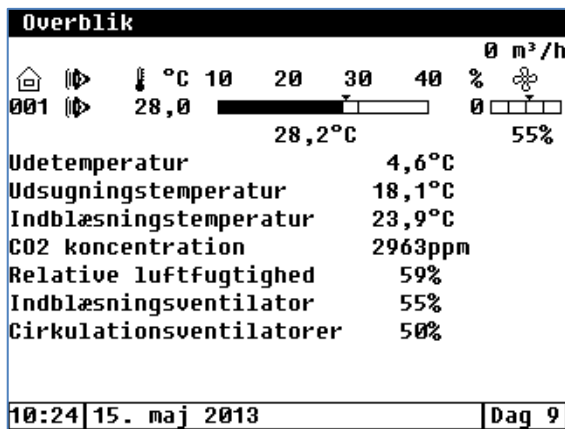 Overblik
0 m³/h
°C 10 20 30 40 %
001 28,0 0
28,2°C 55%
Udetemperatur 4,6°C
Udsugningstemperatur 18,1°C
Indblæsningstemperatur 23,9°C
CO2 koncentration 2963ppm
Relative luftfugtighed 59%
Indblæsningsventilator 55%
Cirkulationsventilatorer 50%
10:24 15. maj 2013 Dag 9